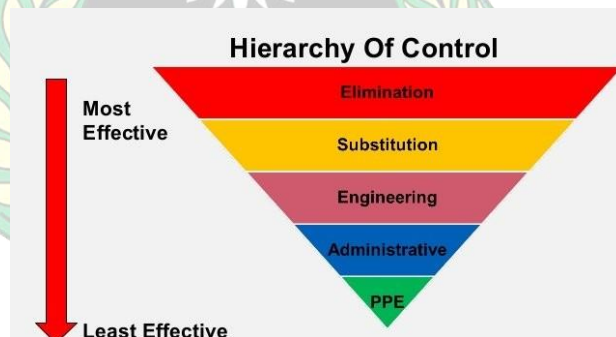 Hierarchy Of Control
Most
Effective
Elimination
Substitution
Engineering
Administrative
PPE
Least Effective